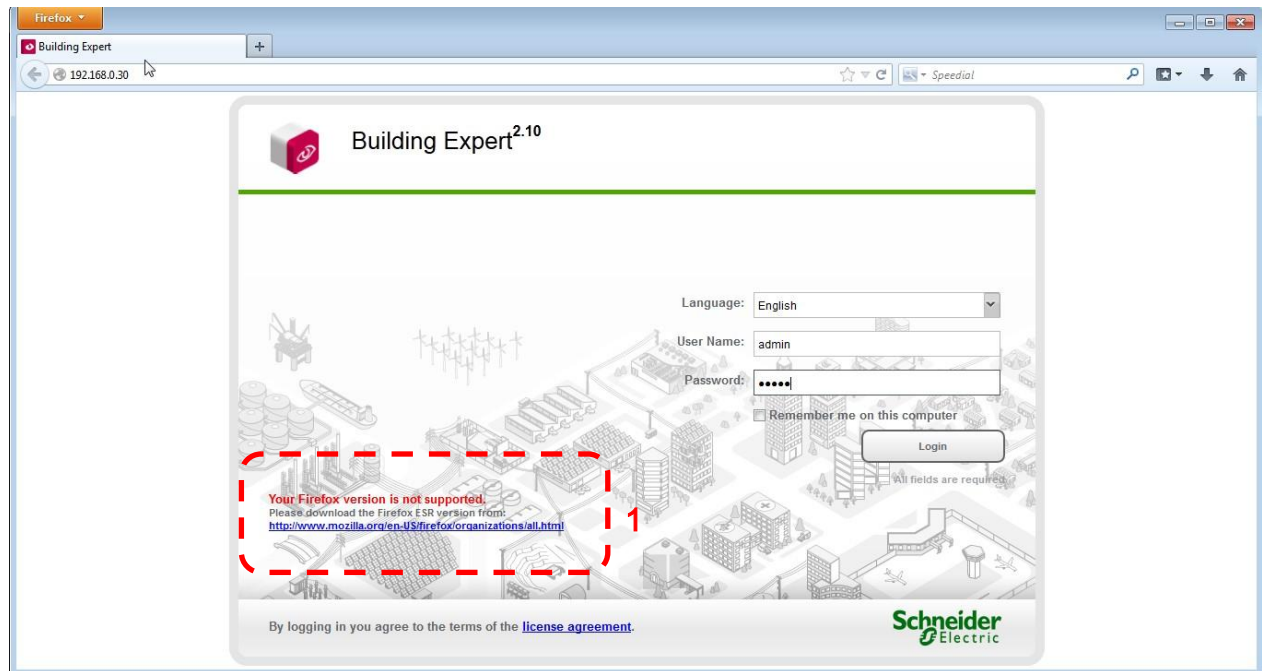 Firefox
Building Expert
192.168.0.30
Speedial
Building Expert 2.10
Language: English
User Name: admin
Password: •••••
Remember me on this computer
Login
All fields are required
Your Firefox version is not supported.
Please download the Firefox ESR version from:
http://www.mozilla.org/en-US/firefox/organizations/all.html
1
By logging in you agree to the terms of the license agreement.
Schneider
Electric